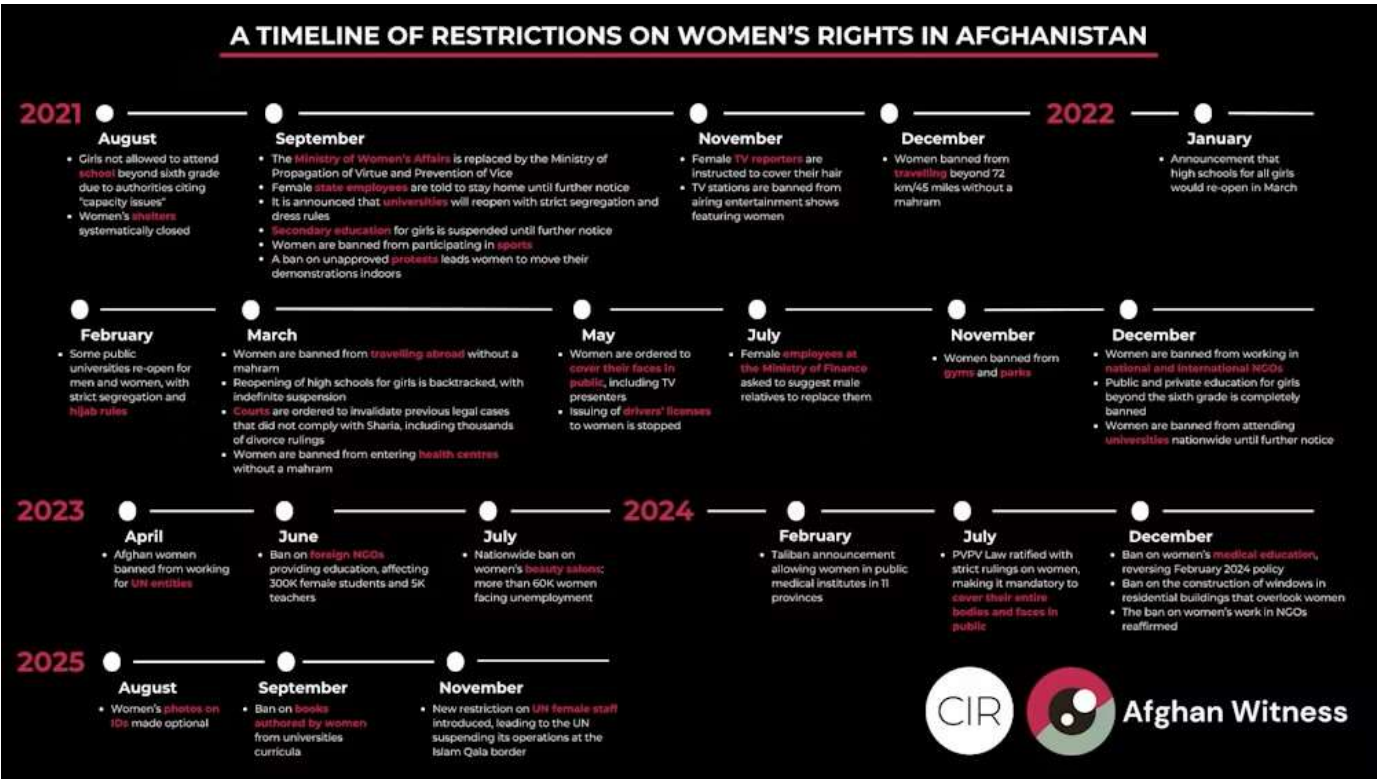 A TIMELINE OF RESTRICTIONS ON WOMEN'S RIGHTS IN AFGHANISTAN
2021
August
• Girls not allowed to attend
school beyond sixth grade
due to authorities citing
"capacity issues"
• Women's shelters
systematically closed
September
• The Ministry of Women's Affairs is replaced by the Ministry of
Propagation of Virtue and Prevention of Vice
• Female state employees are told to stay home until further notice
• It is announced that universities will reopen with strict segregation and
dress rules
• Secondary education for girls is suspended until further notice
• Women are banned from participating in sports
• A ban on unapproved protests leads women to move their
demonstrations indoors
November
• Female TV reporters are
instructed to cover their hair
• TV stations are banned from
airing entertainment shows
featuring women
December
• Women banned from
travelling beyond 72
km/45 miles without a
mahram
2022
January
• Announcement that
high schools for all girls
would re-open in March
February
• Some public
universities re-open for
men and women, with
strict segregation and
hijab rules
March
• Women are banned from travelling abroad without a
mahram
• Reopening of high schools for girls is backtracked, with
indefinite suspension
• Courts are ordered to invalidate previous legal cases
that did not comply with Sharia, including thousands
of divorce rulings
• Women are banned from entering health centres
without a mahram
May
• Women are ordered to
cover their faces in
public, including TV
presenters
• Issuing of drivers' licenses
to women is stopped
July
• Female employees at
the Ministry of Finance
asked to suggest male
relatives to replace them
November
• Women banned from
gyms and parks
December
• Women are banned from working in
national and international NGOs
• Public and private education for girls
beyond the sixth grade is completely
banned
• Women are banned from attending
universities nationwide until further notice
2023
April
• Afghan women
banned from working
for UN entities
June
• Ban on foreign NGOs
providing education, affecting
300K female students and 5K
teachers
July
• Nationwide ban on
women's beauty salons;
more than 60K women
facing unemployment
2024
February
• Taliban announcement
allowing women in public
medical institutes in 11
provinces
July
• PVPV Law ratified with
strict rulings on women,
making it mandatory to
cover their entire
bodies and faces in
public
December
• Ban on women's medical education,
reversing February 2024 policy
• Ban on the construction of windows in
residential buildings that overlook women
• The ban on women's work in NGOs
reaffirmed
2025
August
• Women's photos on
IDs made optional
September
• Ban on books
authored by women
from universities
curricula
November
• New restriction on UN female staff
introduced, leading to the UN
suspending its operations at the
Islam Qala border
CIR
Afghan Witness